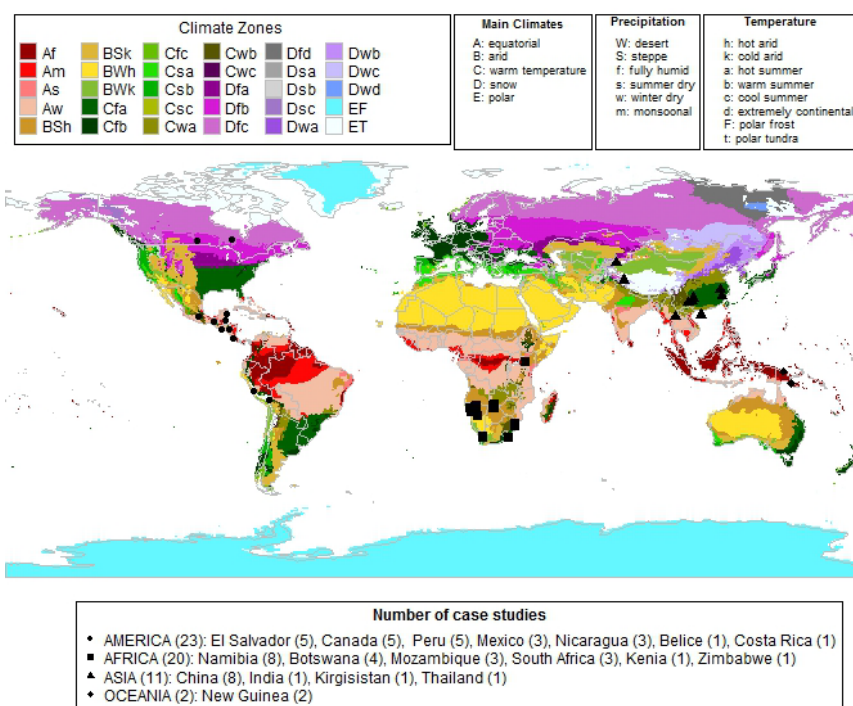 Climate Zones
Af BSk Cfc Cwb Dfd Dwb
Am BWh Csa Cwc Dsa Dwc
As BWk Csb Dfa Dsb Dwd
Aw Cfa Csc Dfb Dsc EF
BSh Cfb Cwa Dfc Dwa ET
Main Climates
A: equatorial
B: arid
C: warm temperature
D: snow
E: polar
Precipitation
W: desert
S: steppe
f: fully humid
s: summer dry
w: winter dry
m: monsoonal
Temperature
h: hot arid
k: cold arid
a: hot summer
b: warm summer
c: cool summer
d: extremely continental
F: polar frost
t: polar tundra
Number of case studies
AMERICA (23): El Salvador (5), Canada (5), Peru (5), Mexico (3), Nicaragua (3), Belice (1), Costa Rica (1)
AFRICA (20): Namibia (8), Botswana (4), Mozambique (3), South Africa (3), Kenia (1), Zimbabwe (1)
ASIA (11): China (8), India (1), Kirgisistan (1), Thailand (1)
OCEANIA (2): New Guinea (2)